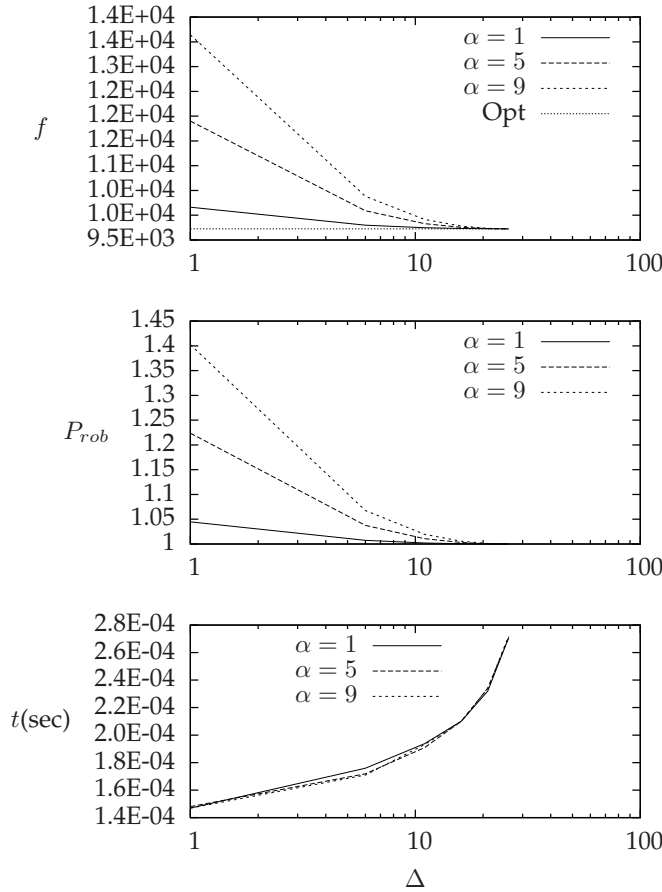 1.4E+04
1.4E+04
1.3E+04
1.2E+04
1.2E+04
1.2E+04
1.1E+04
1.0E+04
1.0E+04
9.5E+03
f
α = 1
α = 5
α = 9
Opt
1 10 100
1.45
1.4
1.35
1.3
1.25
1.2
1.15
1.1
1.05
1
P_rob
α = 1
α = 5
α = 9
1 10 100
2.8E-04
2.6E-04
2.4E-04
2.2E-04
2.0E-04
1.8E-04
1.6E-04
1.4E-04
t(sec)
α = 1
α = 5
α = 9
1 10 100
Δ